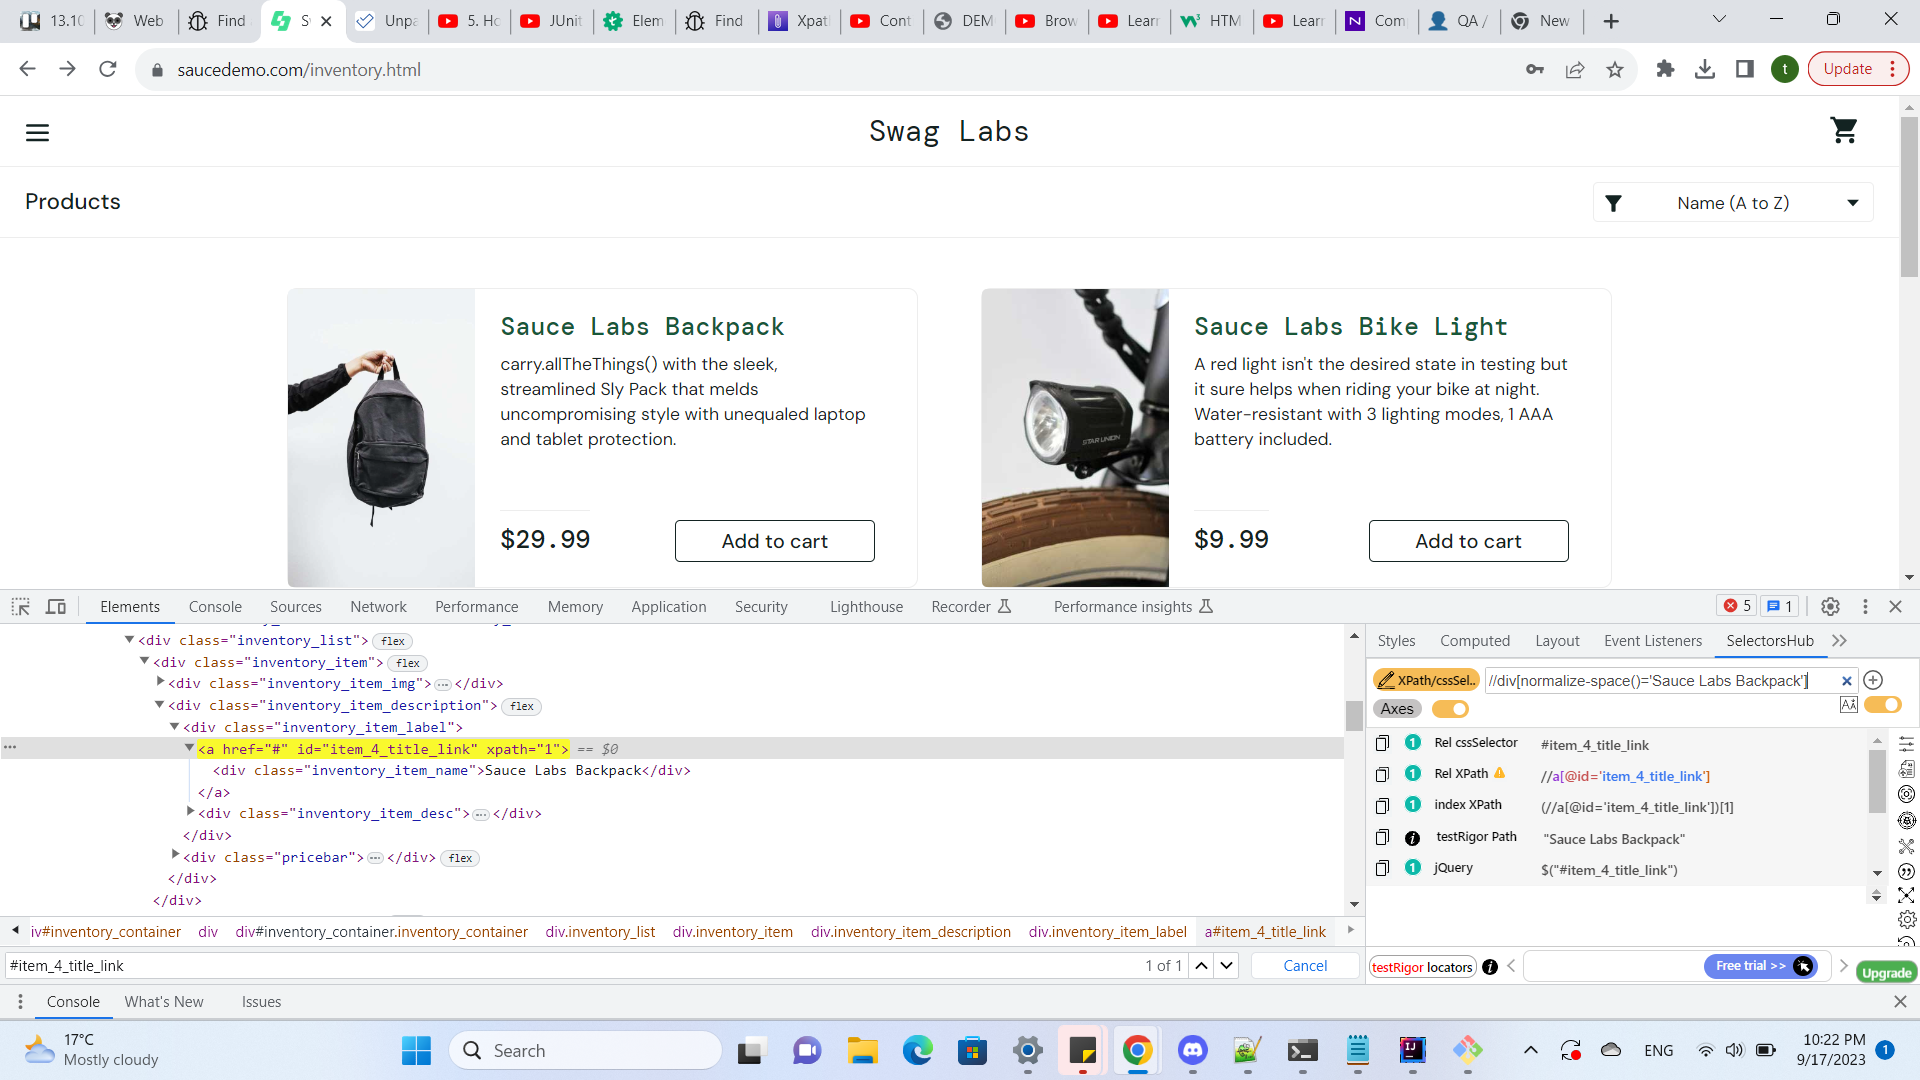 13.10
Web
Find
S
Unpa
5. Ho
JUnit
Elem
Find
Xpat
Cont
DEM
Brow
Learn
HTM
Learn
Com
QA /
New
saucedemo.com/inventory.html
t
Update
Swag Labs
Products
Name (A to Z)
Sauce Labs Backpack
carry.allTheThings() with the sleek,
streamlined Sly Pack that melds
uncompromising style with unequaled laptop
and tablet protection.
$29.99
Add to cart
STAR UNION
Sauce Labs Bike Light
A red light isn't the desired state in testing but
it sure helps when riding your bike at night.
Water-resistant with 3 lighting modes, 1 AAA
battery included.
$9.99
Add to cart
Elements
Console
Sources
Network
Performance
Memory
Application
Security
Lighthouse
Recorder
Performance insights
5
1
<div class="inventory_list"> flex
<div class="inventory_item"> flex
<div class="inventory_item_img"> … </div>
<div class="inventory_item_description"> flex
<div class="inventory_item_label">
<a href="#" id="item_4_title_link" xpath="1"> == $0
<div class="inventory_item_name">Sauce Labs Backpack</div>
</a>
<div class="inventory_item_desc"> … </div>
</div>
<div class="pricebar"> … </div> flex
</div>
</div>
iv#inventory_container
div
div#inventory_container.inventory_container
div.inventory_list
div.inventory_item
div.inventory_item_description
div.inventory_item_label
a#item_4_title_link
#item_4_title_link
1 of 1
Cancel
Styles
Computed
Layout
Event Listeners
SelectorsHub
XPath/cssSel..
//div[normalize-space()='Sauce Labs Backpack']
Axes
1 Rel cssSelector #item_4_title_link
1 Rel XPath //a[@id='item_4_title_link']
1 index XPath (//a[@id='item_4_title_link'])[1]
testRigor Path "Sauce Labs Backpack"
1 jQuery $("#item_4_title_link")
testRigor locators
Free trial >>
Upgrade
Console
What's New
Issues
17°C
Mostly cloudy
Search
ENG
10:22 PM
9/17/2023
1